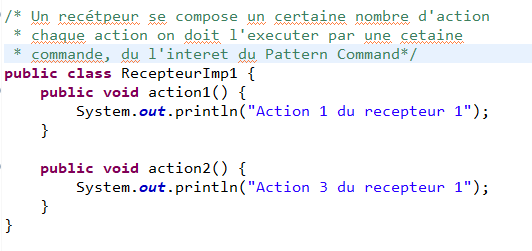 /* Un recétpeur se compose un certaine nombre d'action
* chaque action on doit l'executer par une cetaine
* commande, du l'interet du Pattern Command*/
public class RecepteurImp1 {
public void action1() {
System.out.println("Action 1 du recepteur 1");
}
public void action2() {
System.out.println("Action 3 du recepteur 1");
}
}